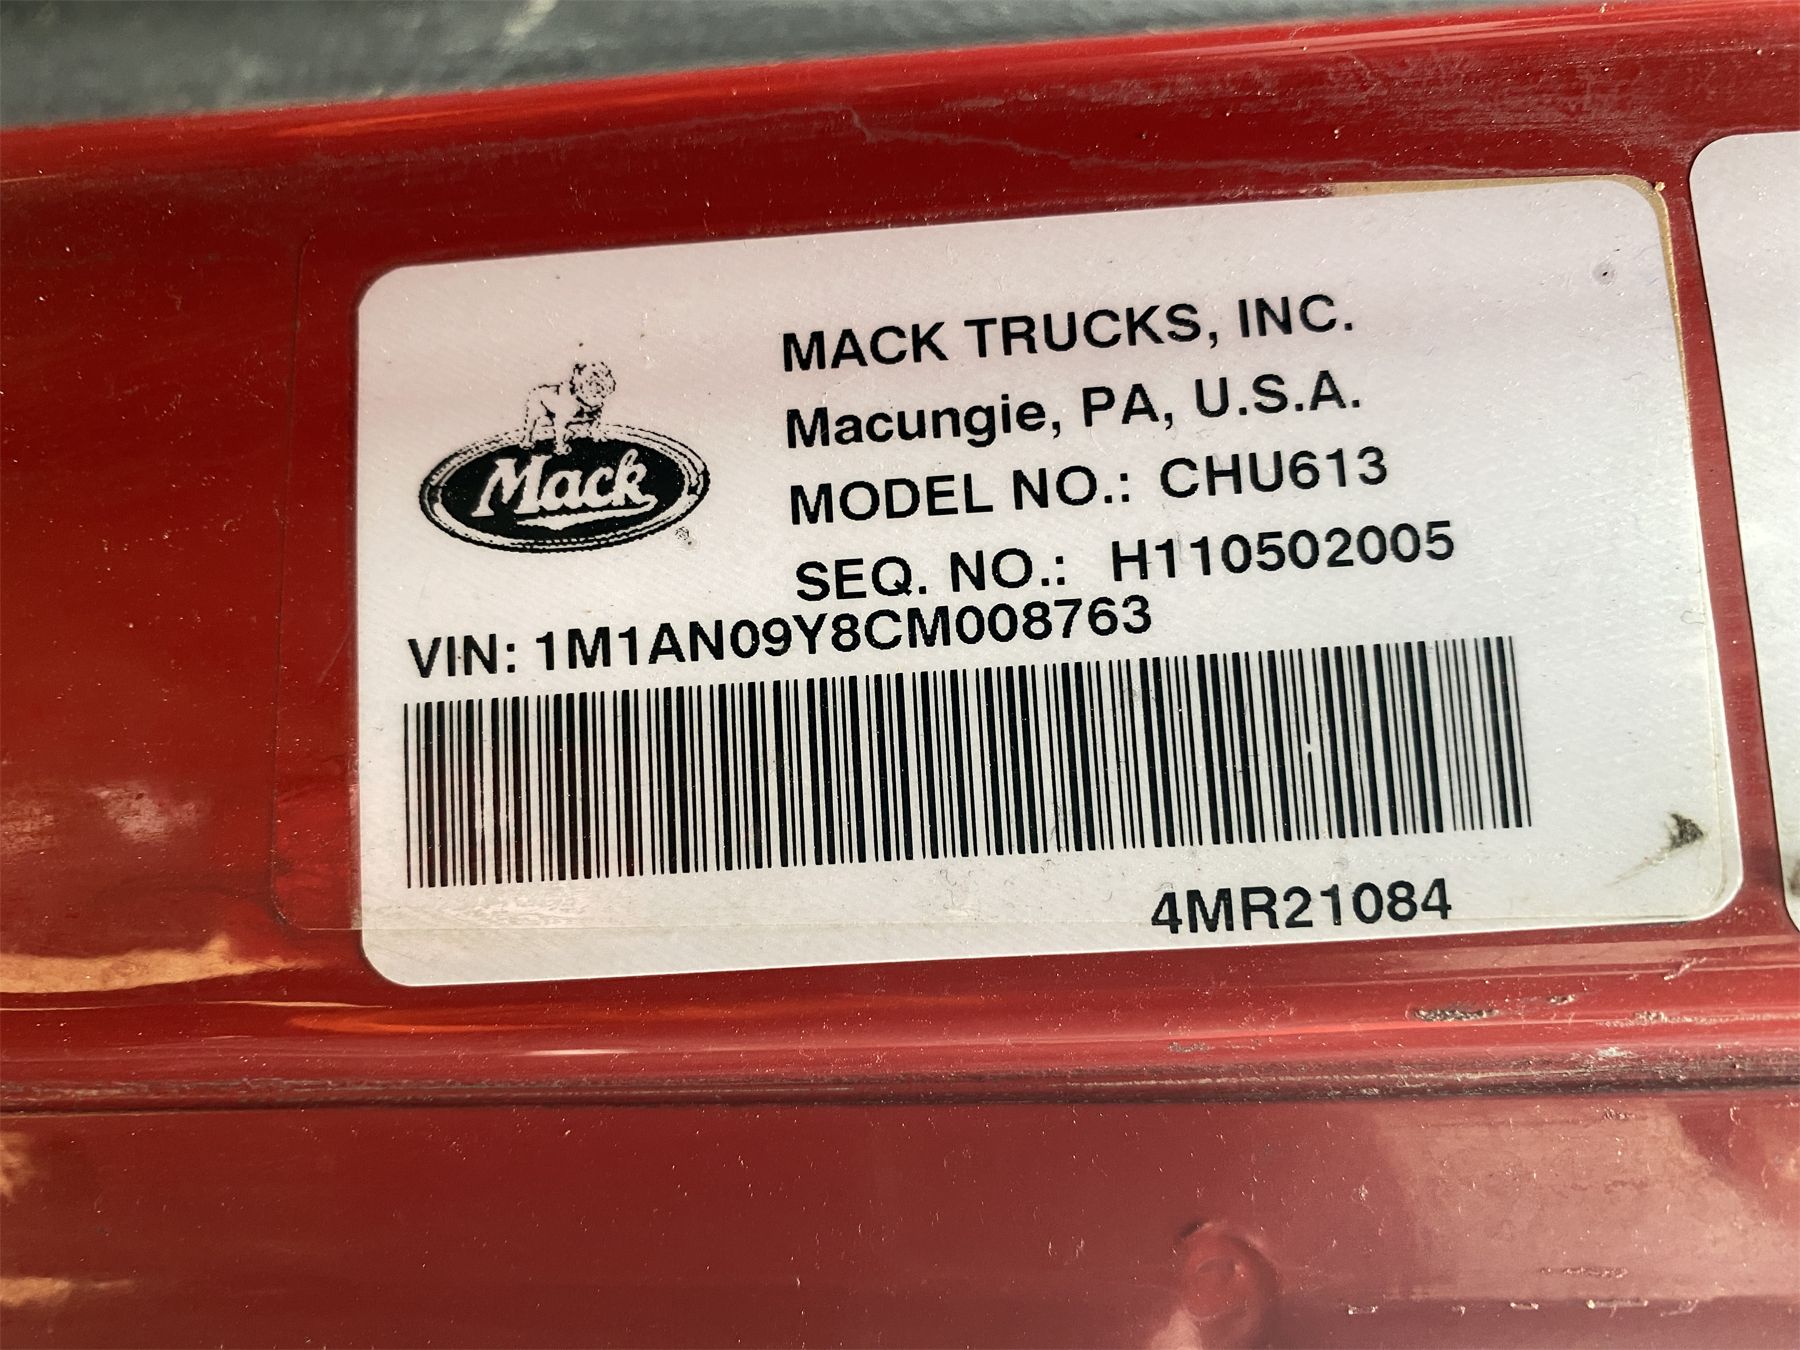 MACK TRUCKS, INC.
Macungie, PA, U.S.A.
Mack
®
MODEL NO.: CHU613
SEQ. NO.: H110502005
VIN: 1M1AN09Y8CM008763
4MR21084